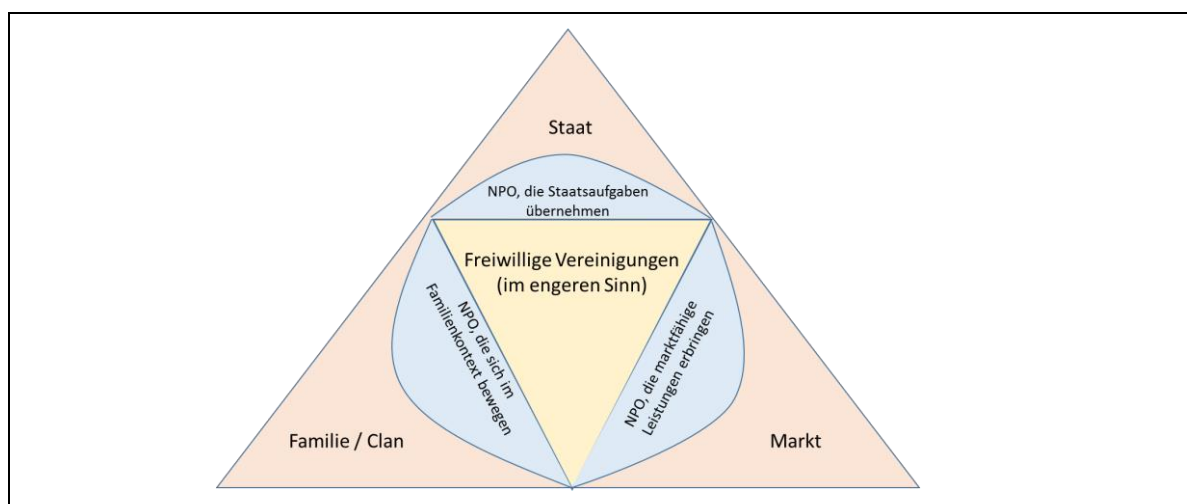 Staat
NPO, die Staatsaufgaben
übernehmen
Freiwillige Vereinigungen
(im engeren Sinn)
NPO, die sich im
Familienkontext bewegen
NPO, die marktfähige
Leistungen erbringen
Familie / Clan
Markt